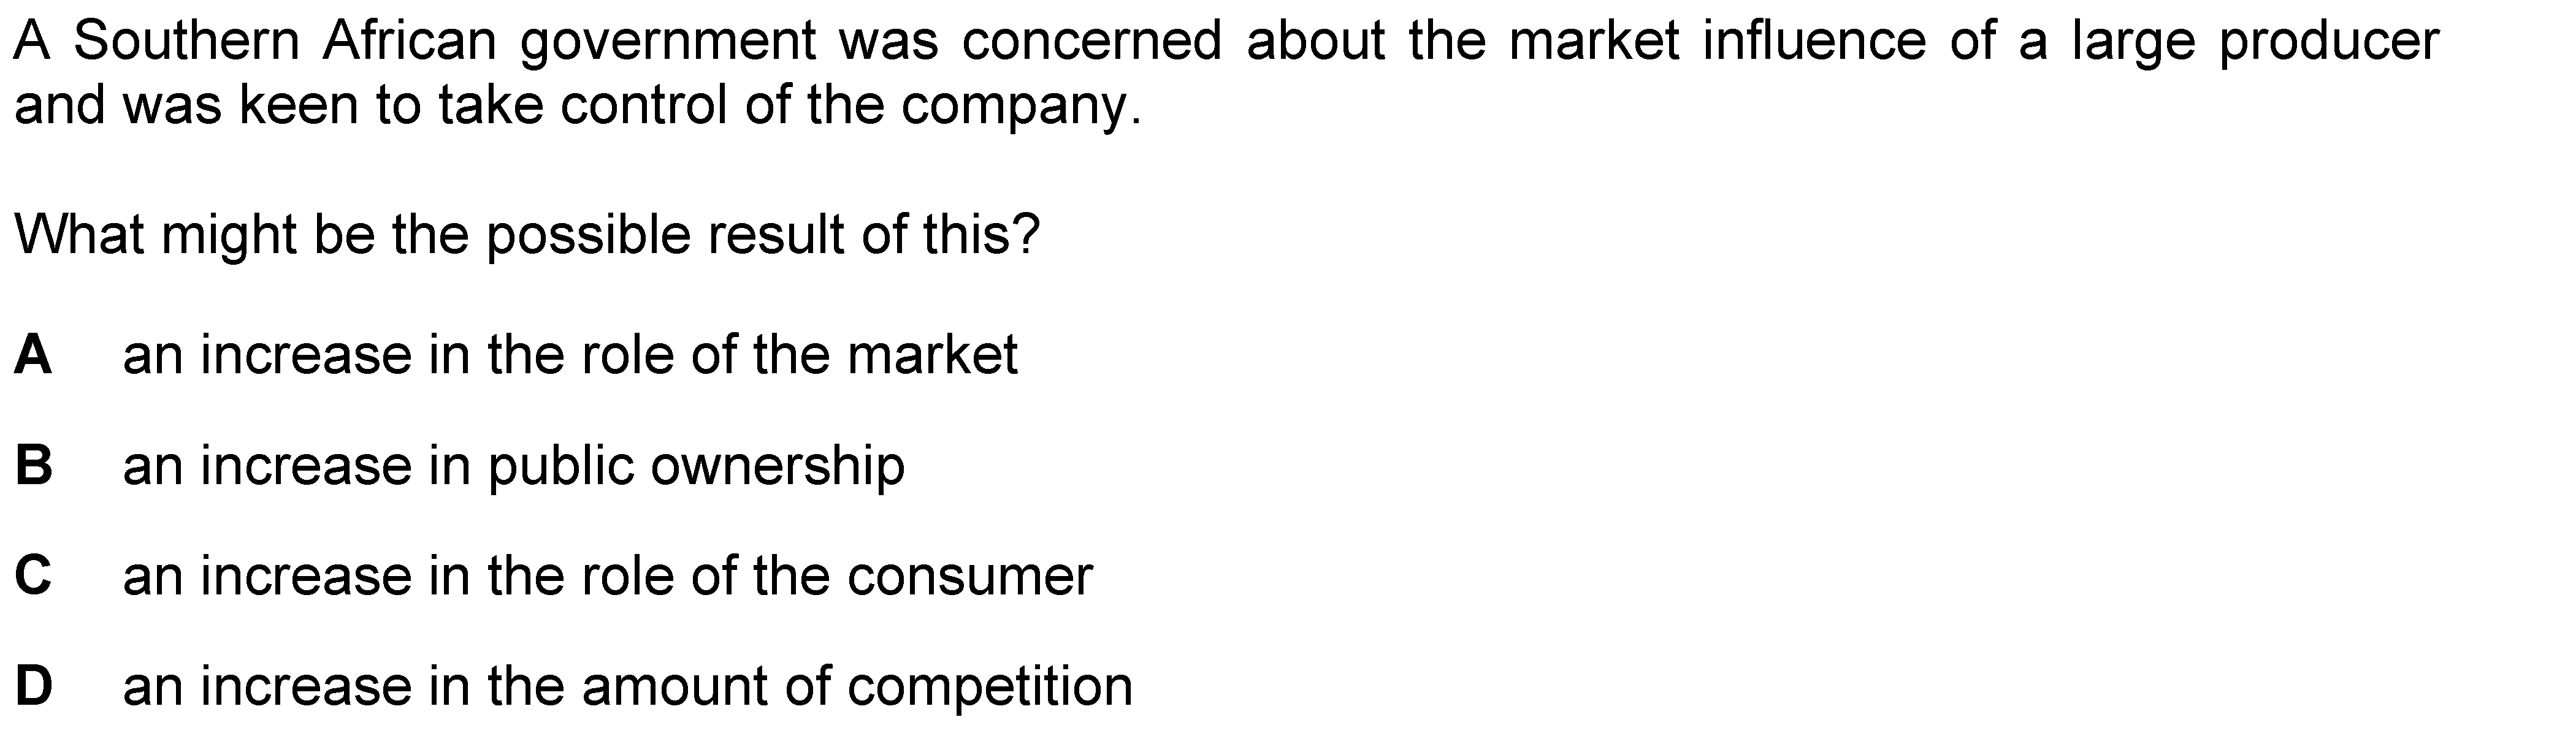 A Southern African government was concerned about the market influence of a large producer
and was keen to take control of the company.
What might be the possible result of this?
A an increase in the role of the market
B an increase in public ownership
C an increase in the role of the consumer
D an increase in the amount of competition